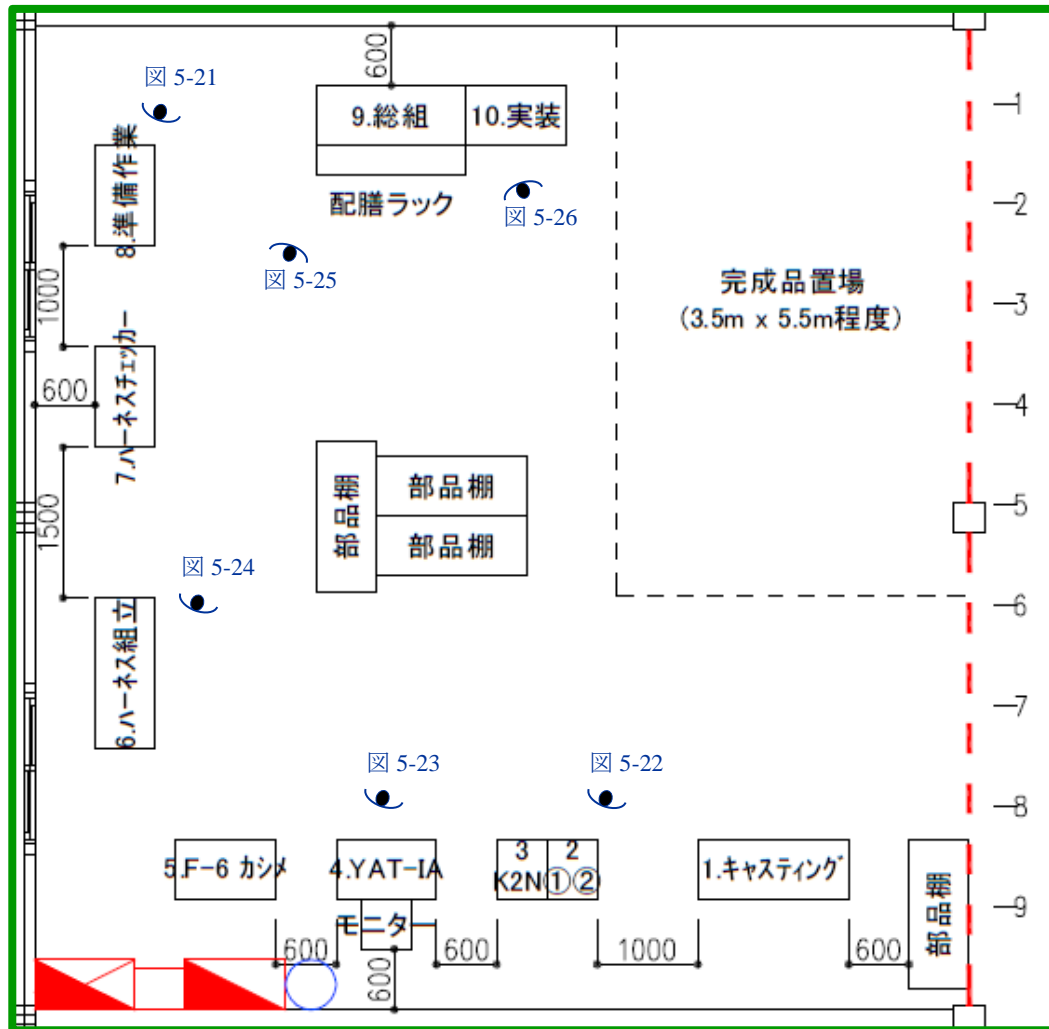 600
図 5-21
9.総組
10.実装
－1
8.準備作業
配膳ラック
－2
図 5-26
図 5-25
1000
完成品置場
(3.5m x 5.5m程度)
－3
7.ハーネスチェッカー
600
－4
1500
部品棚
部品棚
部品棚
－5
図 5-24
－6
6.ハーネス組立
－7
図 5-23
図 5-22
－8
5.F-6 カシメ
4.YAT-IA
3
K2N
2
①②
1.キャスティング
部品棚
－9
モニター
600
600
600
1000
600